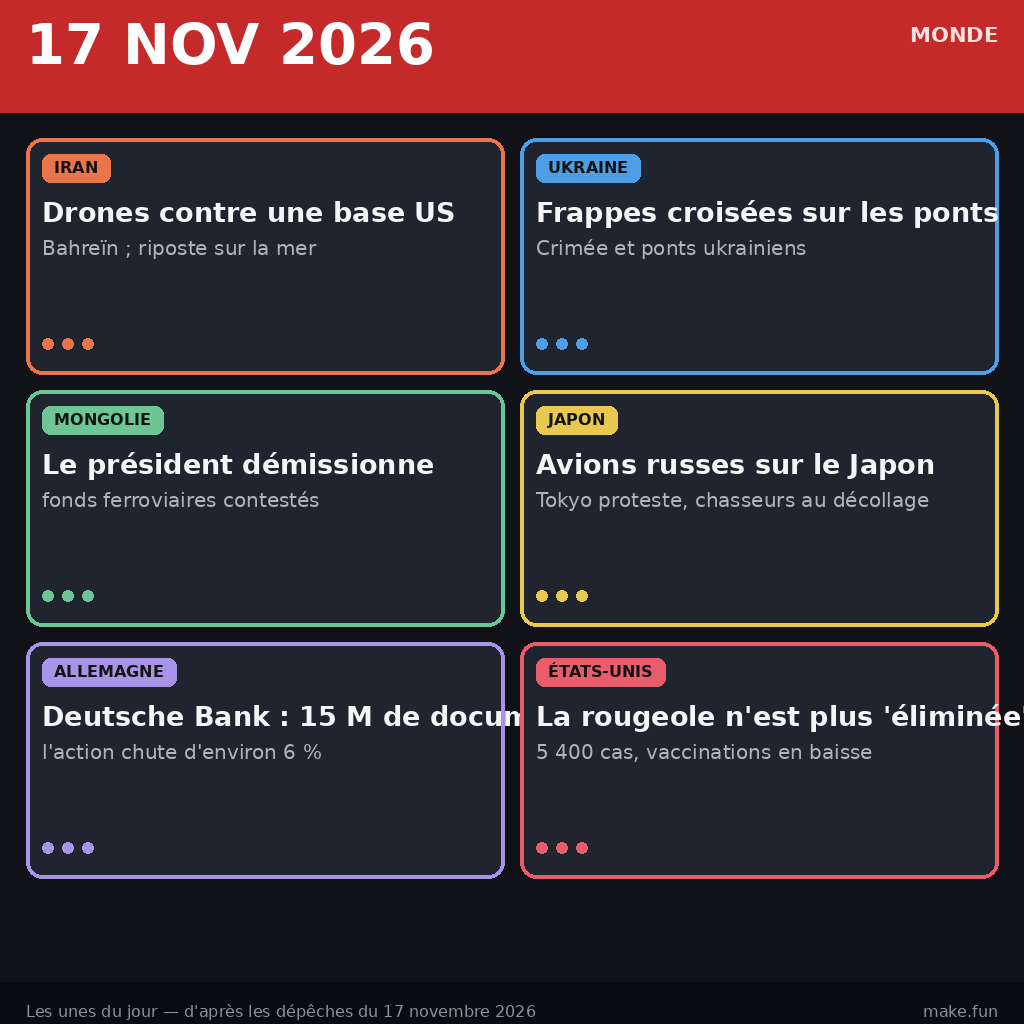 17 NOV 2026
MONDE
IRAN
Drones contre une base US
Bahreïn ; riposte sur la mer
UKRAINE
Frappes croisées sur les ponts
Crimée et ponts ukrainiens
MONGOLIE
Le président démissionne
fonds ferroviaires contestés
JAPON
Avions russes sur le Japon
Tokyo proteste, chasseurs au décollage
ALLEMAGNE
Deutsche Bank : 15 M de docum
l'action chute d'environ 6 %
ÉTATS-UNIS
La rougeole n'est plus 'éliminée'
5 400 cas, vaccinations en baisse
Les unes du jour — d'après les dépêches du 17 novembre 2026
make.fun